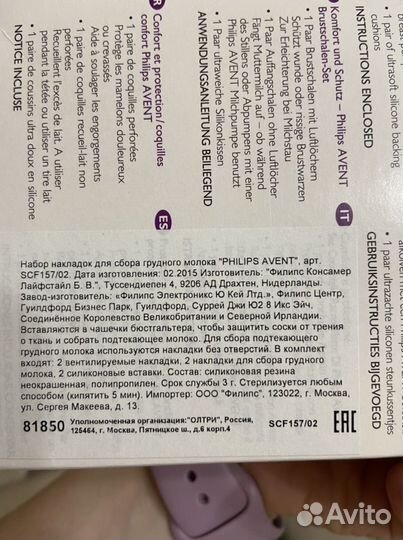 breast pads
• 1 pair of ultrasoft silicone backing
cushions
INSTRUCTIONS ENCLOSED
Komfort und Schutz – Philips AVENT
Brustschalen-Set
• 1 Paar Brustschalen mit Luftlöchern
Schützt wunde oder rissige Brustwarzen
Zur Erleichterung bei Milchstau
• 1 Paar Auffangschalen ohne Luftlöcher
Fängt Muttermilch auf – ob während
des Stillens oder Abpumpens mit einer
Philips AVENT Milchpumpe benutzt
• 1 Paar ultraweiche Silikonkissen
ANWENDUNGSANLEITUNG BEILIEGEND
FR
Confort et protection/ coquilles
confort Philips AVENT
• 1 paire de coquilles perforées
Protège les mamelons douloureux
ou crevassés
Aide à soulager les engorgements
• 1 paire de coquilles recueil-lait non
perforées
Recueillent l'excès de lait. A utiliser
pendant la tétée ou utiliser un tire lait
• 1 paire de coussins ultra doux en silicone
NOTICE INCLUSE
IT
ES
• 1 paar ultrazachte siliconen steunkussentjes
GEBRUIKSINSTRUCTIES BIJGEVOEGD
Набор накладок для сбора грудного молока "PHILIPS AVENT", арт.
SCF157/02. Дата изготовления: 02.2015 Изготовитель: "Филипс Консамер
Лайфстайл Б. В.", Туссендиепен 4, 9206 АД Драхтен, Нидерланды.
Завод-изготовитель: «Филипс Электроникс Ю Кей Лтд.», Филипс Центр,
Гуилдфорд Бизнес Парк, Гуилдфорд, Суррей Джи Ю2 8 Икс Эйч,
Соединённое Королевство Великобритании и Северной Ирландии.
Вставляются в чашечки бюстгальтера, чтобы защитить соски от трения
о ткань и собрать подтекающее молоко. Для сбора подтекающего
грудного молока используются накладки без отверстий. В комплект
входят: 2 вентилируемые накладки, 2 накладки для сбора грудного
молока, 2 силиконовые вставки. Состав: силиконовая резина
неокрашенная, полипропилен. Срок службы 3 г. Стерилизуется любым
способом (кипятить 5 мин). Импортер: ООО "Филипс", 123022, г. Москва,
ул. Сергея Макеева, д. 13.
81850 Уполномоченная организация:"ОЛТРИ", Россия,
125464, г. Москва, Пятницкое ш., д.6 корп.4
SCF157/02
EAC
Avito